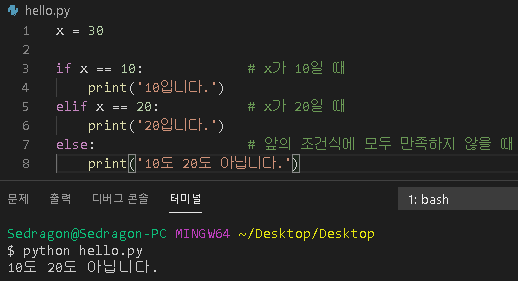 hello.py
1 x = 30
2
3 if x == 10: # x가 10일 때
4 print('10입니다.')
5 elif x == 20: # x가 20일 때
6 print('20입니다.')
7 else: # 앞의 조건식에 모두 만족하지 않을 때
8 print('10도 20도 아닙니다.')
문제 출력 디버그 콘솔 터미널 1: bash
Sedragon@Sedragon-PC MINGW64 ~/Desktop/Desktop
$ python hello.py
10도 20도 아닙니다.